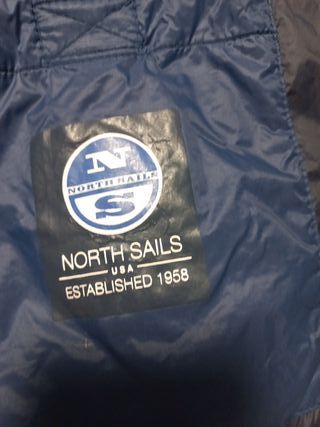 N
NORTH SAILS
S
NORTH SAILS
USA
ESTABLISHED 1958